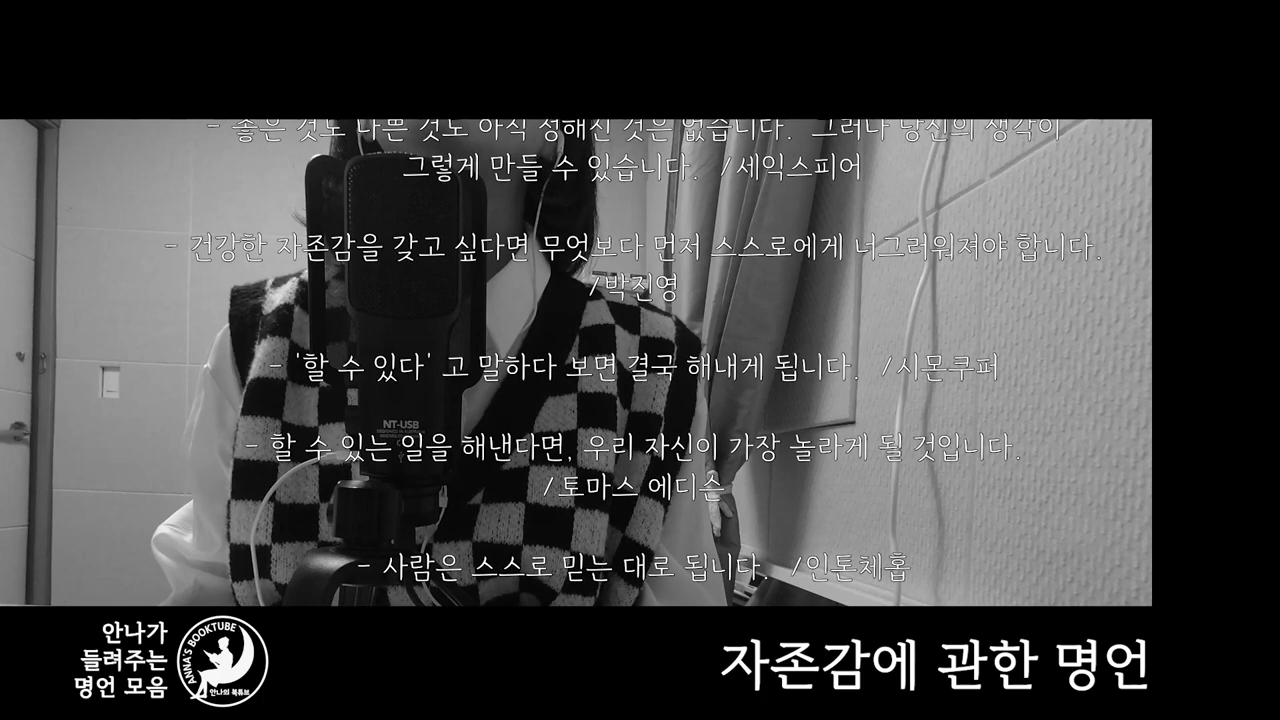 - 좋은 것도 나쁜 것도 아직 정해진 것은 없습니다. 그러나 당신의 생각이
그렇게 만들 수 있습니다. /세익스피어
- 건강한 자존감을 갖고 싶다면 무엇보다 먼저 스스로에게 너그러워져야 합니다.
/박진영
- '할 수 있다' 고 말하다 보면 결국 해내게 됩니다. /시몬쿠퍼
NT-USB
- 할 수 있는 일을 해낸다면, 우리 자신이 가장 놀라게 될 것입니다.
/토마스 에디슨
- 사람은 스스로 믿는 대로 됩니다. /인톤체홉
안나가
들려주는
명언 모음
ANNA'S BOOKTUBE
안나의 북튜브
자존감에 관한 명언